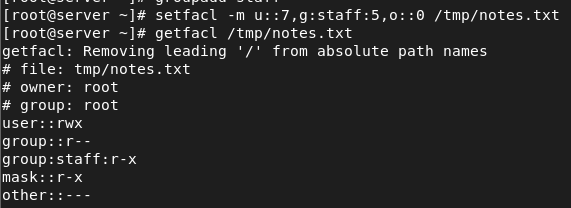 [root@server ~]# groupadd staff
[root@server ~]# setfacl -m u::7,g:staff:5,o::0 /tmp/notes.txt
[root@server ~]# getfacl /tmp/notes.txt
getfacl: Removing leading '/' from absolute path names
# file: tmp/notes.txt
# owner: root
# group: root
user::rwx
group::r--
group:staff:r-x
mask::r-x
other::---